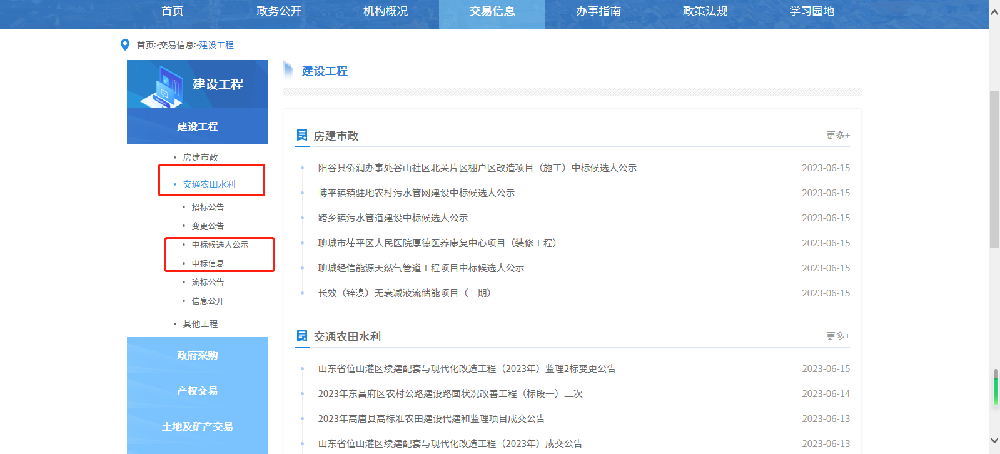 首页 政务公开 机构概况 交易信息 办事指南 政策法规 学习园地
首页>交易信息>建设工程
建设工程
建设工程
房建市政
交通农田水利
招标公告
变更公告
中标候选人公示
中标信息
流标公告
信息公开
其他工程
政府采购
产权交易
土地及矿产交易
建设工程
房建市政 更多+
阳谷县侨润办事处谷山社区北关片区棚户区改造项目（施工）中标候选人公示 2023-06-15
博平镇镇驻地农村污水管网建设中标候选人公示 2023-06-15
跨乡镇污水管道建设中标候选人公示 2023-06-15
聊城市茌平区人民医院厚德医养康复中心项目（装修工程） 2023-06-15
聊城经信能源天然气管道工程项目中标候选人公示 2023-06-15
长效（锌溴）无衰减液流储能项目（一期） 2023-06-15
交通农田水利 更多+
山东省位山灌区续建配套与现代化改造工程（2023年）监理2标变更公告 2023-06-15
2023年东昌府区农村公路建设路面状况改善工程（标段一）二次 2023-06-14
2023年高唐县高标准农田建设代建和监理项目成交公告 2023-06-13
山东省位山灌区续建配套与现代化改造工程（2023年）成交公告 2023-06-13